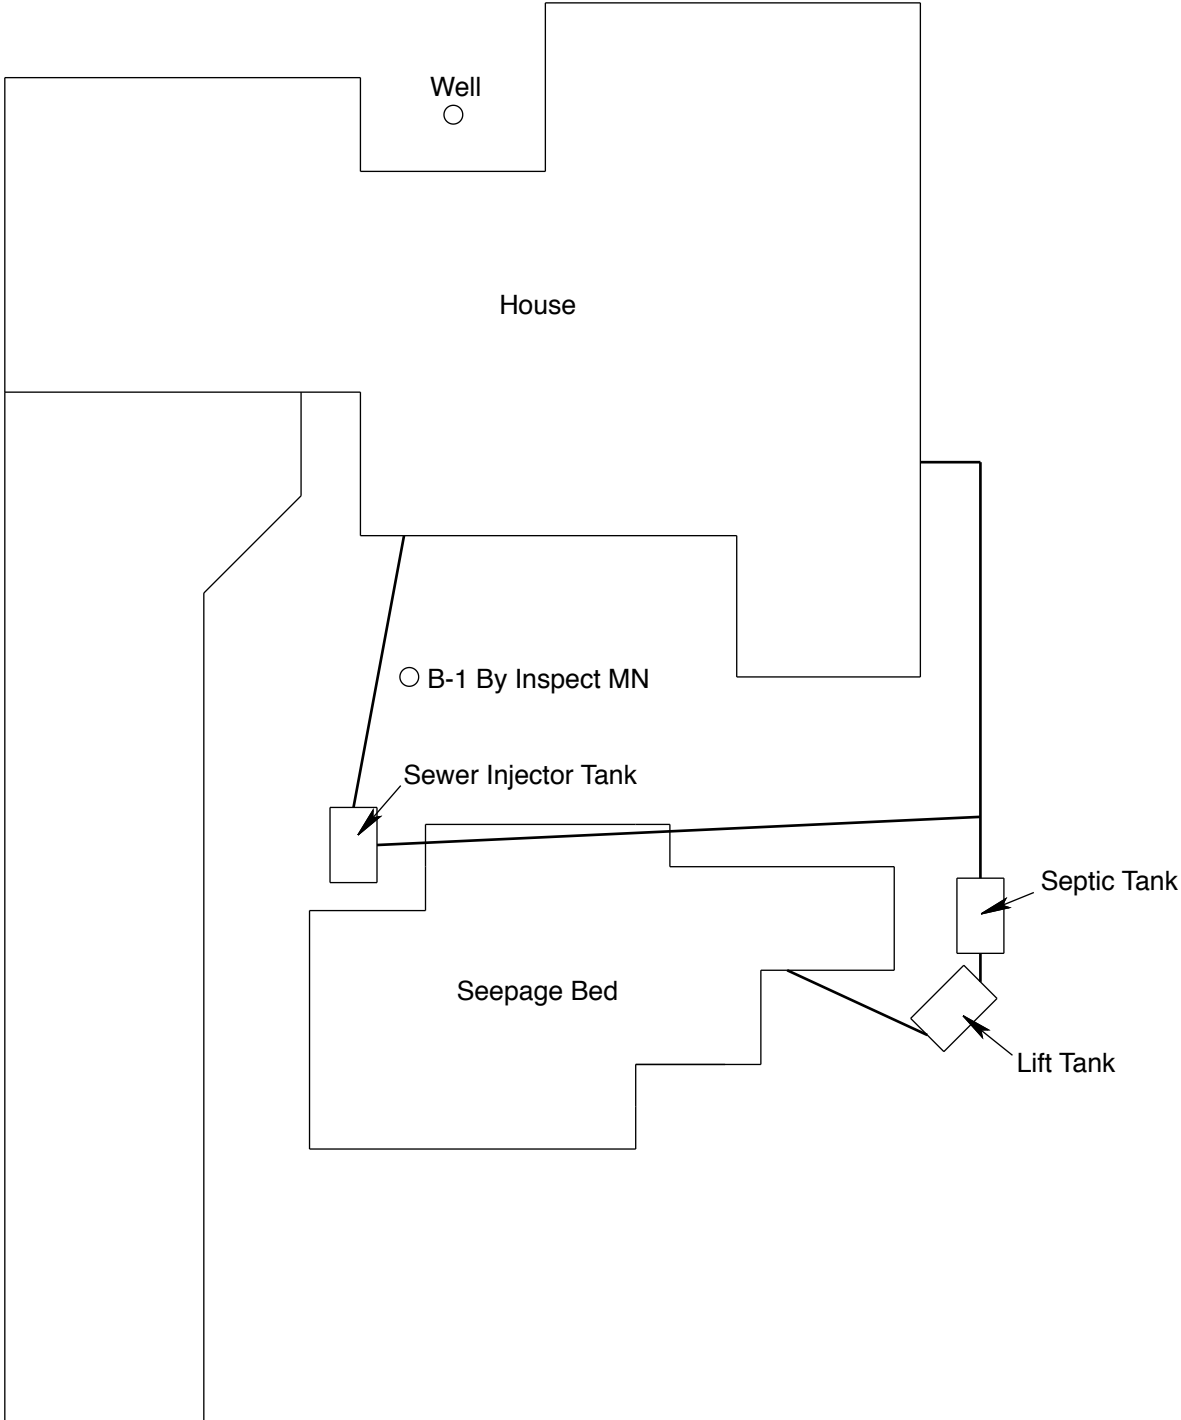 Well
House
B-1 By Inspect MN
Sewer Injector Tank
Septic Tank
Seepage Bed
Lift Tank